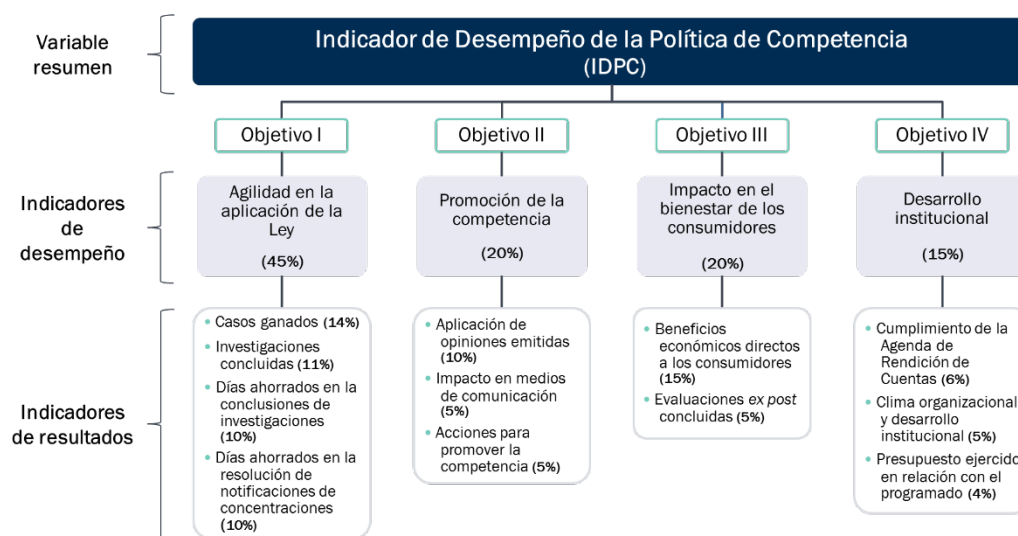 Variable
resumen
Indicador de Desempeño de la Política de Competencia
(IDPC)
Objetivo I
Objetivo II
Objetivo III
Objetivo IV
Indicadores
de
desempeño
Agilidad en la
aplicación de la
Ley
(45%)
Promoción de la
competencia
(20%)
Impacto en el
bienestar de los
consumidores
(20%)
Desarrollo
institucional
(15%)
Indicadores
de resultados
• Casos ganados (14%)
• Investigaciones
concluidas (11%)
• Días ahorrados en la
conclusiones de
investigaciones
(10%)
• Días ahorrados en la
resolución de
notificaciones de
concentraciones
(10%)
• Aplicación de
opiniones emitidas
(10%)
• Impacto en medios
de comunicación
(5%)
• Acciones para
promover la
competencia (5%)
• Beneficios
económicos directos
a los consumidores
(15%)
• Evaluaciones ex post
concluidas (5%)
• Cumplimiento de la
Agenda de
Rendición de
Cuentas (6%)
• Clima organizacional
y desarrollo
institucional (5%)
• Presupuesto ejercido
en relación con el
programado (4%)